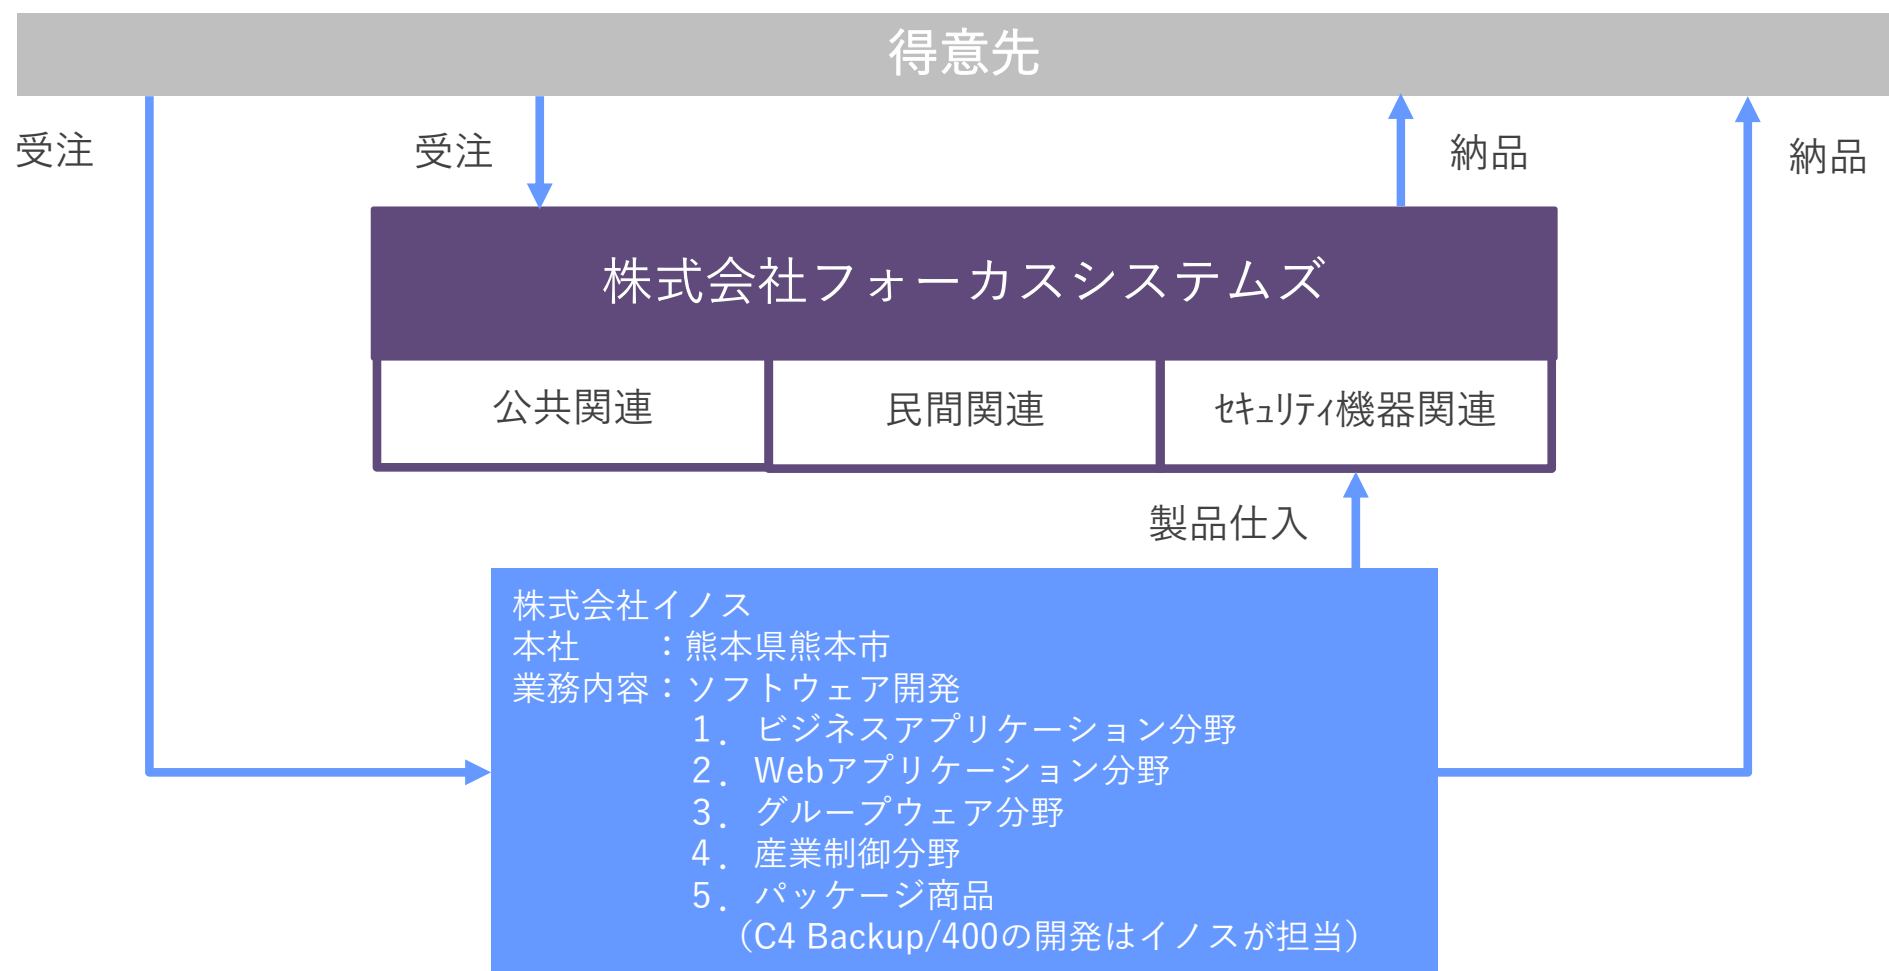 得意先
受注
受注
納品
納品
株式会社フォーカスシステムズ
公共関連
民間関連
ｾｷｭﾘﾃｨ機器関連
製品仕入
株式会社イノス
本社　　：熊本県熊本市
業務内容：ソフトウェア開発
1．ビジネスアプリケーション分野
2．Webアプリケーション分野
3．グループウェア分野
4．産業制御分野
5．パッケージ商品
（C4 Backup/400の開発はイノスが担当）